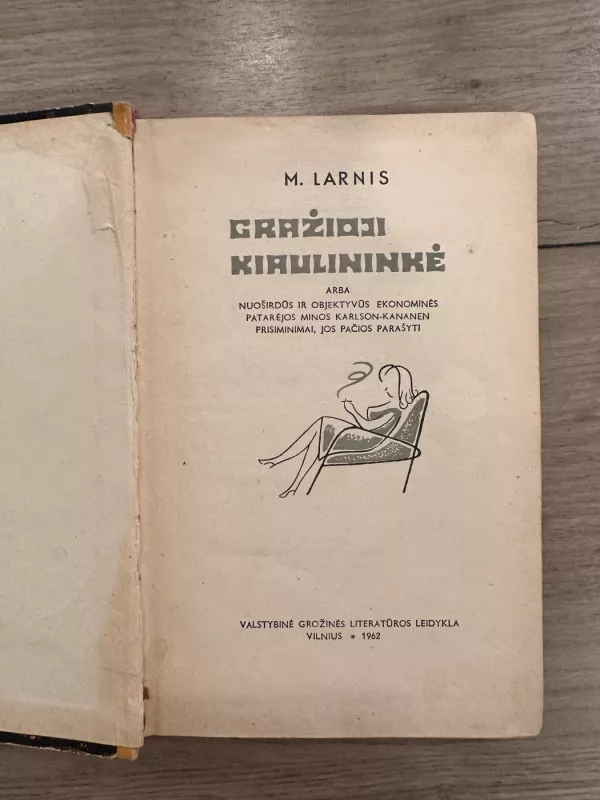 M. LARNIS
GRAŽIOJI
KIAULININKĖ
ARBA
NUOŠIRDŪS IR OBJEKTYVŪS EKONOMINĖS
PATARĖJOS MINOS KARLSON-KANANEN
PRISIMINIMAI, JOS PAČIOS PARAŠYTI
VALSTYBINĖ GROŽINĖS LITERATŪROS LEIDYKLA
VILNIUS * 1962